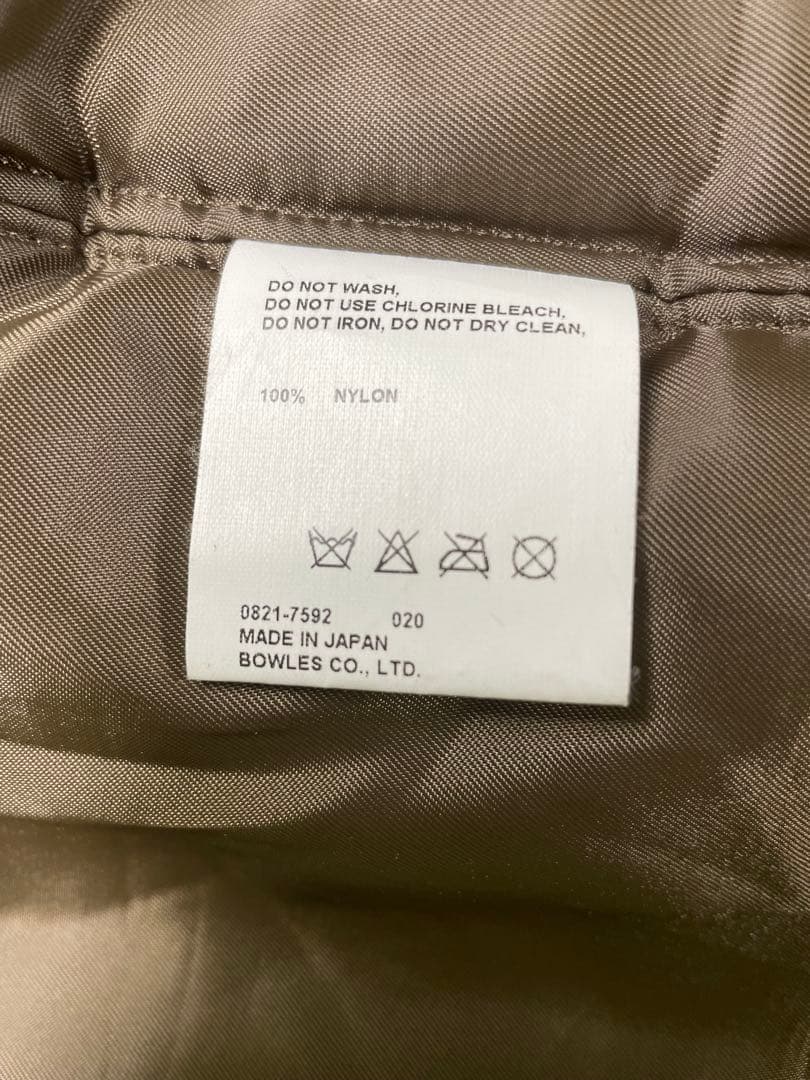 DO NOT WASH,
DO NOT USE CHLORINE BLEACH,
DO NOT IRON, DO NOT DRY CLEAN,
100% NYLON
0821-7592 020
MADE IN JAPAN
BOWLES CO., LTD.